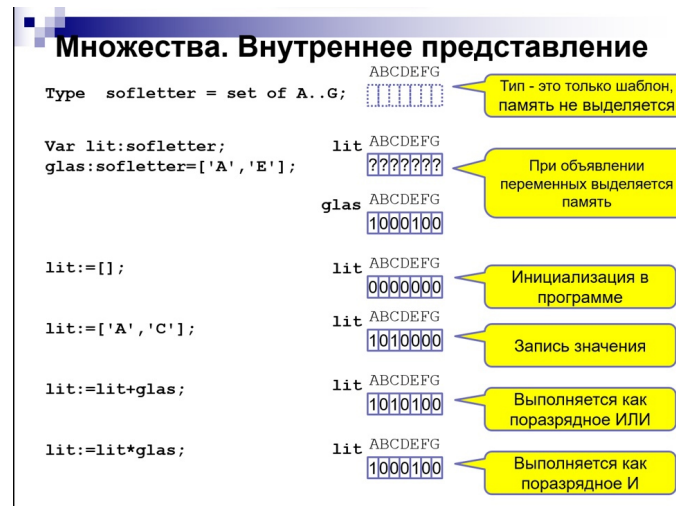 Множества. Внутреннее представление
ABCDEFG
Type sofletter = set of A..G;
Тип - это только шаблон,
память не выделяется
Var lit:sofletter;
glas:sofletter=['A','E'];
lit ABCDEFG
???????
При объявлении
переменных выделяется
память
glas ABCDEFG
1000100
lit:=[];
lit ABCDEFG
0000000
Инициализация в
программе
lit:=['A','C'];
lit ABCDEFG
1010000
Запись значения
lit:=lit+glas;
lit ABCDEFG
1010100
Выполняется как
поразрядное ИЛИ
lit:=lit*glas;
lit ABCDEFG
1000100
Выполняется как
поразрядное И